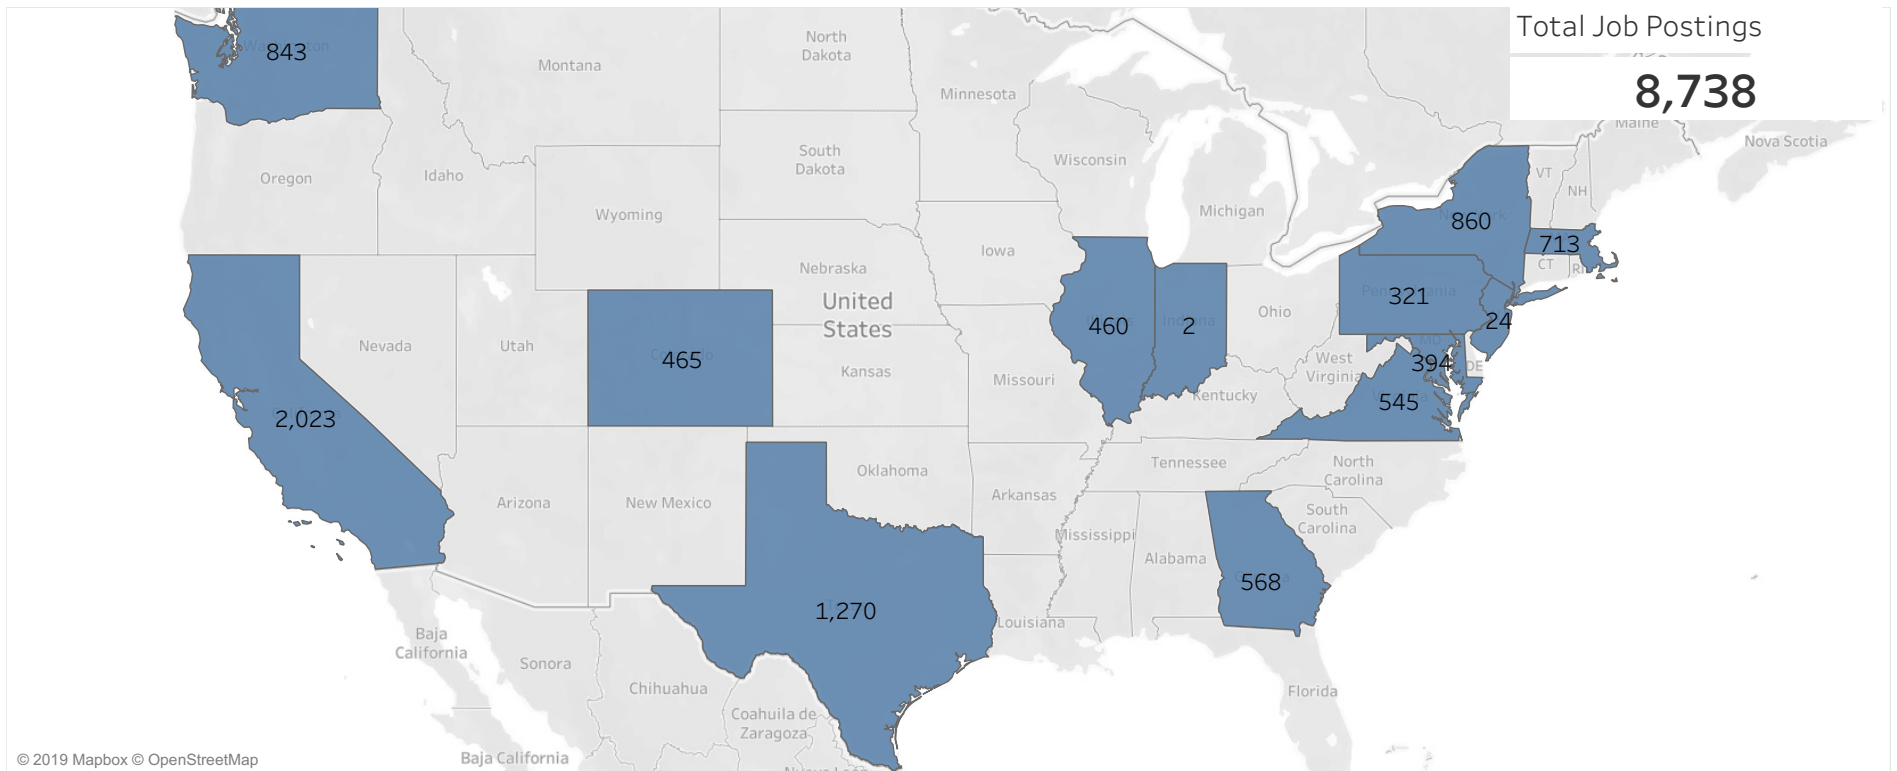 Total Job Postings
8,738
North
Dakota
Montana
Minnesota
843
Maine
Nova Scotia
South
Dakota
Wisconsin
VT
NH
Oregon
Idaho
Wyoming
Michigan
860
713
Iowa
CT
Nebraska
United
States
Pennsylvania
321
460
Indiana
2
Ohio
24
Nevada
Utah
465
Kansas
Missouri
West
Virginia
MD
394
DE
545
Kentucky
2,023
Oklahoma
Tennessee
North
Carolina
Arizona
New Mexico
Arkansas
South
Carolina
Mississippi
Alabama
568
1,270
Louisiana
Baja
California
Sonora
Chihuahua
Florida
Coahuila de
Zaragoza
Baja California
© 2019 Mapbox © OpenStreetMap